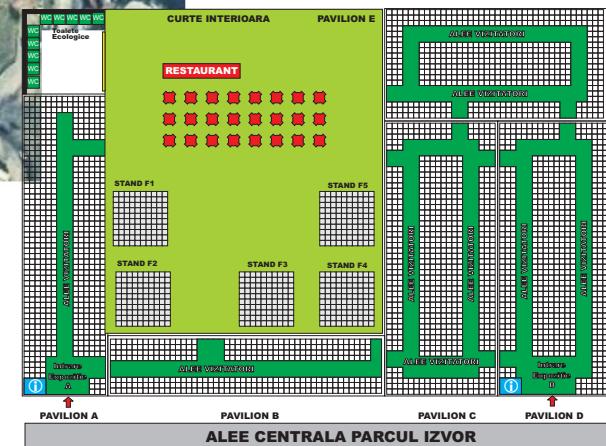 WC WC WC WC WC
WC
WC
WC
WC
WC
Toalete
Ecologice
CURTE INTERIOARA
PAVILION E
RESTAURANT
STAND F1
STAND F5
STAND F2
STAND F3
STAND F4
ALEE VIZITATORI
ALEE VIZITATORI
ALEE VIZITATORI
ALEE VIZITATORI
ALEE VIZITATORI
ALEE VIZITATORI
ALEE VIZITATORI
ALEE VIZITATORI
ALEE VIZITATORI
Intrare
Expozitie
A
Intrare
Expozitie
B
i
i
PAVILION A
PAVILION B
PAVILION C
PAVILION D
ALEE CENTRALA PARCUL IZVOR